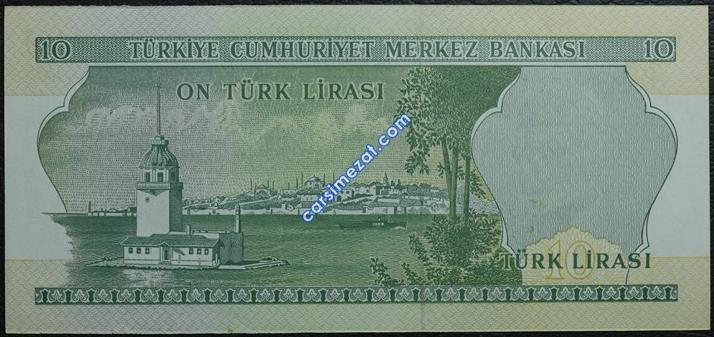 10 TÜRKİYE CUMHURİYET MERKEZ BANKASI 10
ON TÜRK LİRASI
carsimezat.com
10
TÜRK LİRASI